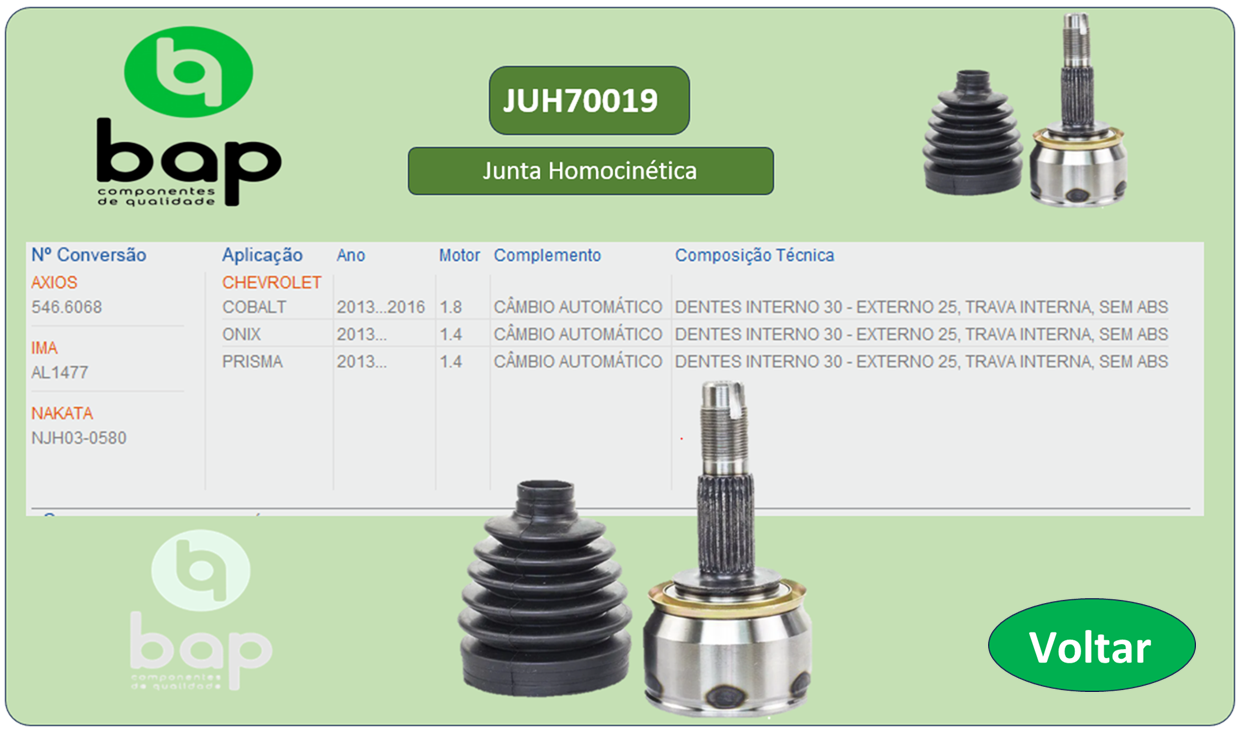 bap
componentes
de qualidade
JUH70019
Junta Homocinética
Nº Conversão Aplicação Ano Motor Complemento Composição Técnica
AXIOS CHEVROLET
546.6068 COBALT 2013...2016 1.8 CÂMBIO AUTOMÁTICO DENTES INTERNO 30 - EXTERNO 25, TRAVA INTERNA, SEM ABS
ONIX 2013... 1.4 CÂMBIO AUTOMÁTICO DENTES INTERNO 30 - EXTERNO 25, TRAVA INTERNA, SEM ABS
IMA
AL1477
PRISMA 2013... 1.4 CÂMBIO AUTOMÁTICO DENTES INTERNO 30 - EXTERNO 25, TRAVA INTERNA, SEM ABS
NAKATA
NJH03-0580
bap
componentes
de qualidade
Voltar